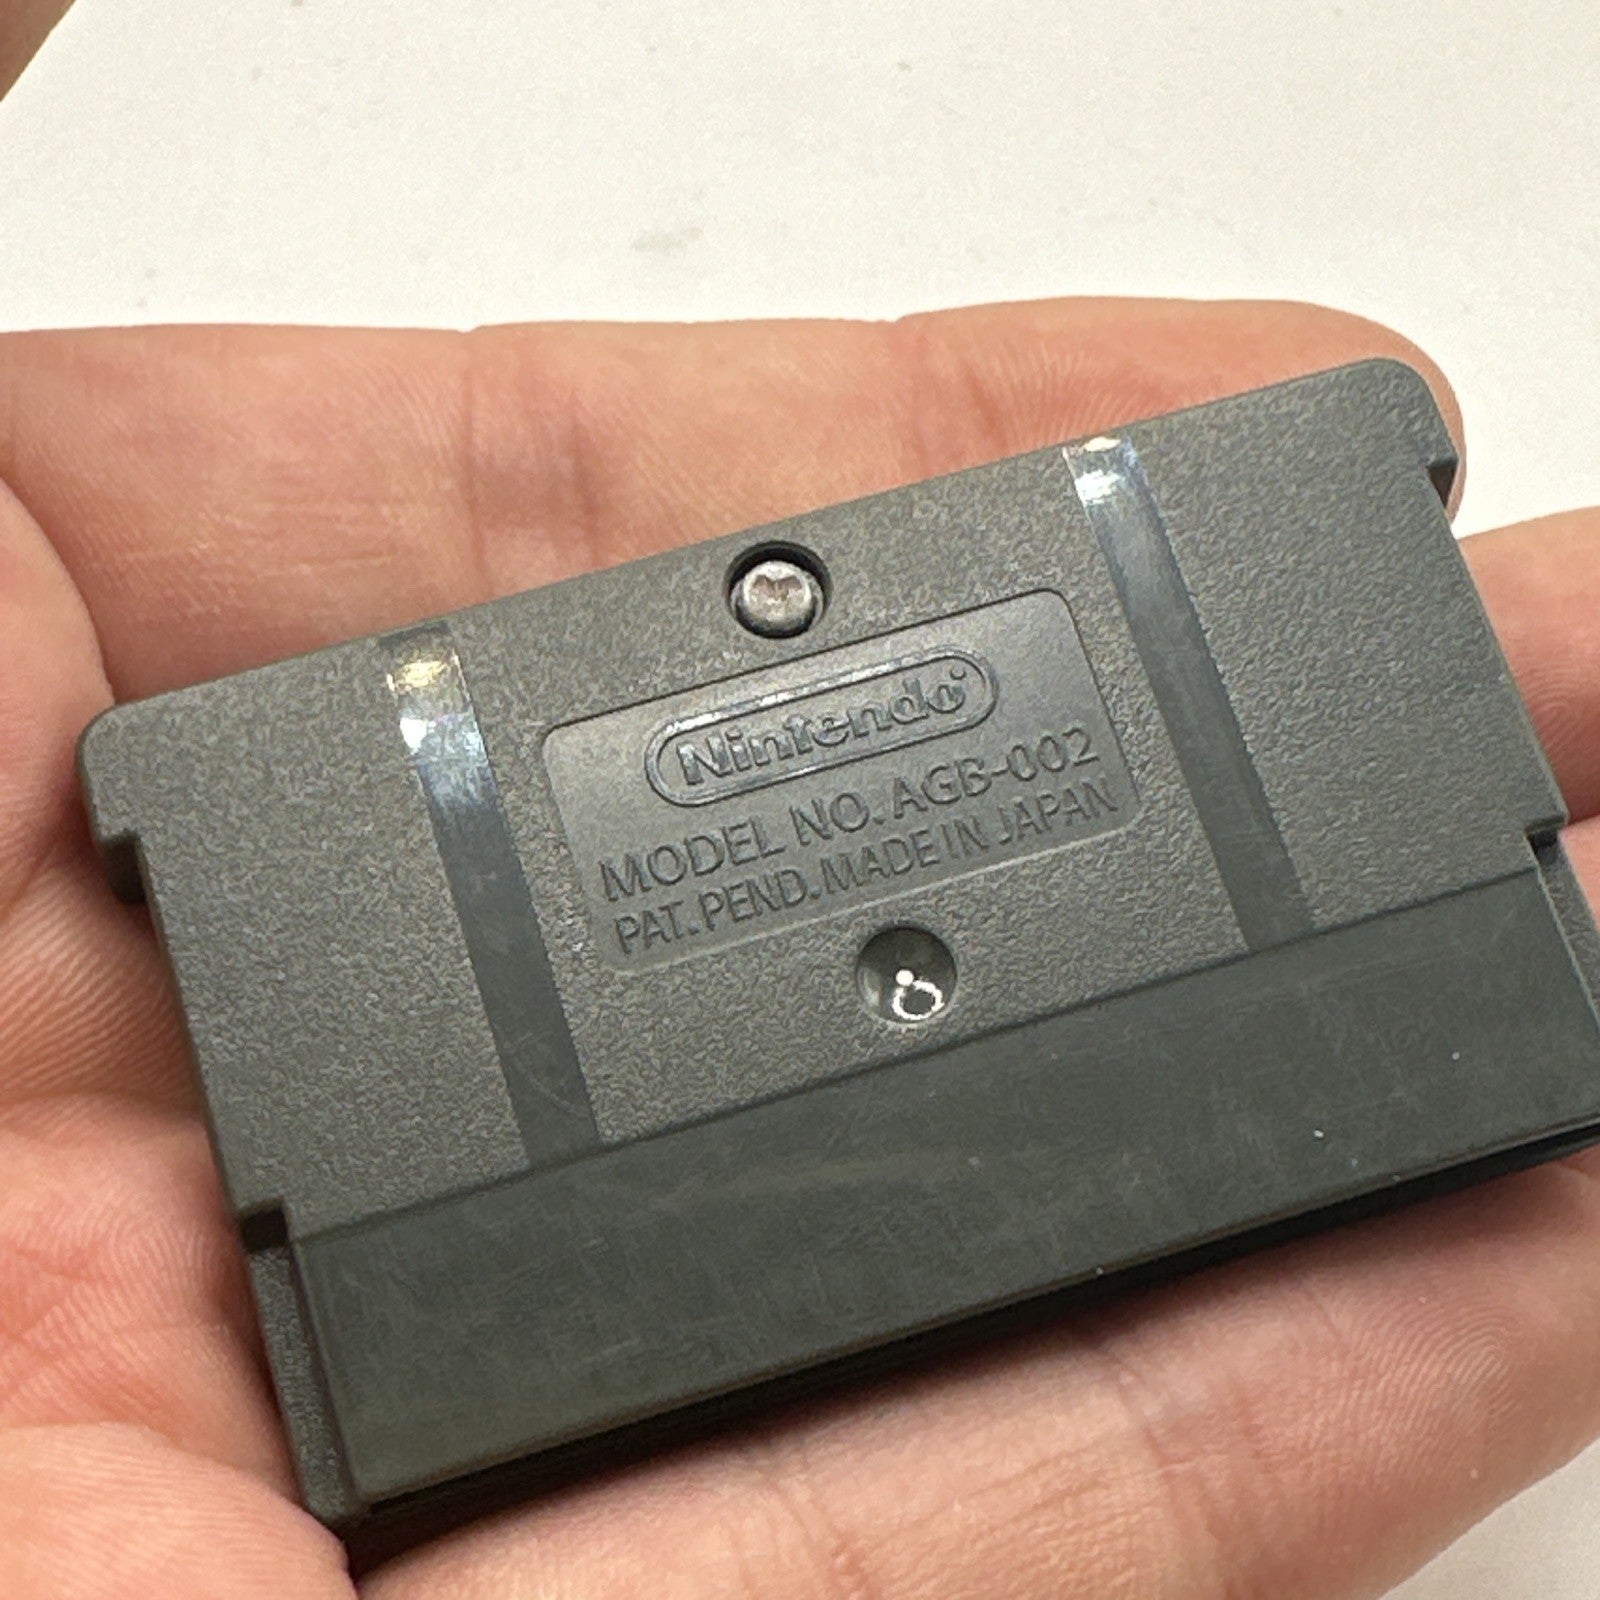 Nintendo
MODEL NO. AGB-002
PAT. PEND. MADE IN JAPAN